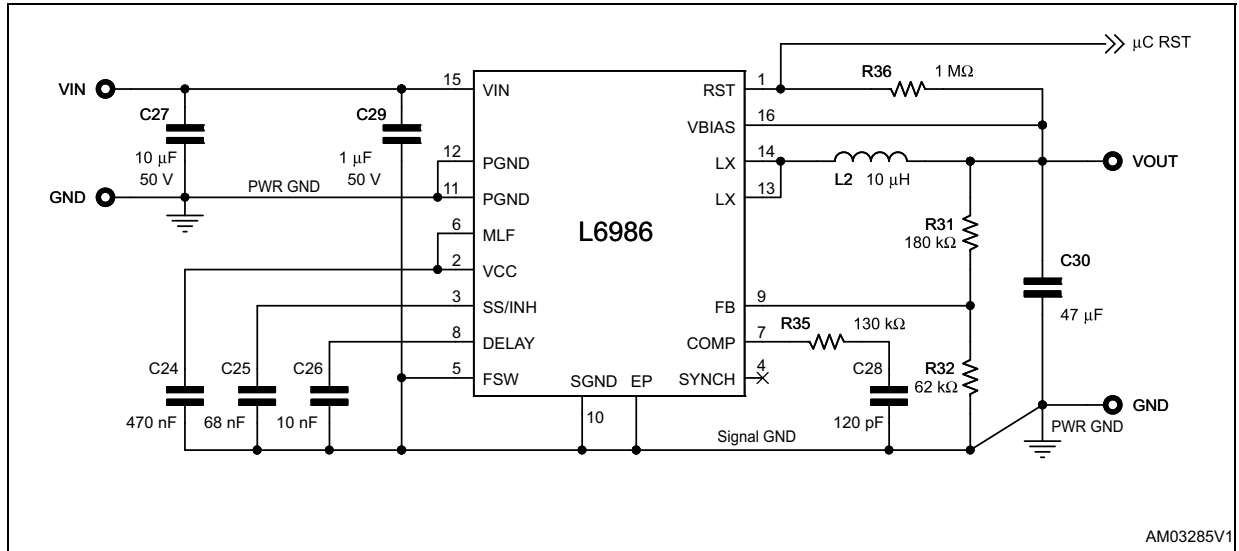 µC RST
R36 1 MΩ
VIN
15 VIN
RST 1
C27
10 µF
50 V
C29
1 µF
50 V
VBIAS 16
12 PGND
LX 14
L2 10 µH
VOUT
GND
PWR GND
11 PGND
LX 13
L6986
6 MLF
R31
180 kΩ
2 VCC
C30
47 µF
3 SS/INH
FB 9
8 DELAY
COMP 7
R35 130 kΩ
C24
470 nF
C25
68 nF
C26
10 nF
5 FSW
SGND
10
EP
SYNCH 4
C28
120 pF
R32
62 kΩ
GND
PWR GND
Signal GND
AM03285V1